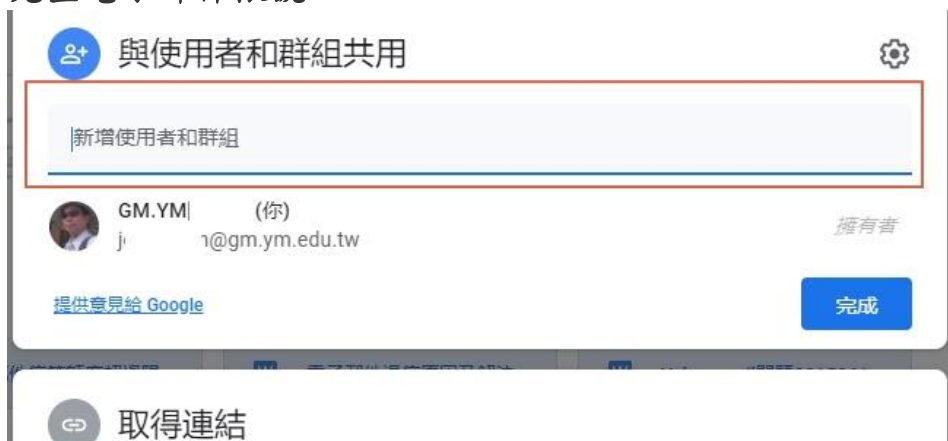 與使用者和群組共用
新增使用者和群組
GM.YM (你)
@gm.ym.edu.tw
擁有者
提供意見給 Google
完成
取得連結